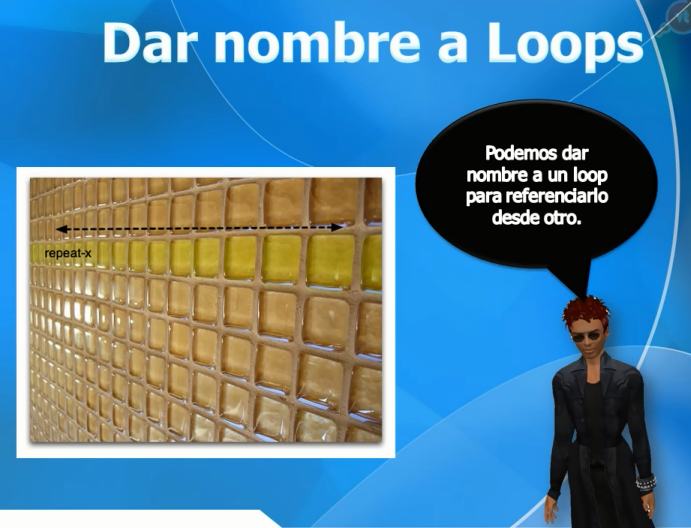 Dar nombre a Loops
Podemos dar
nombre a un loop
para referenciarlo
desde otro.
repeat-x